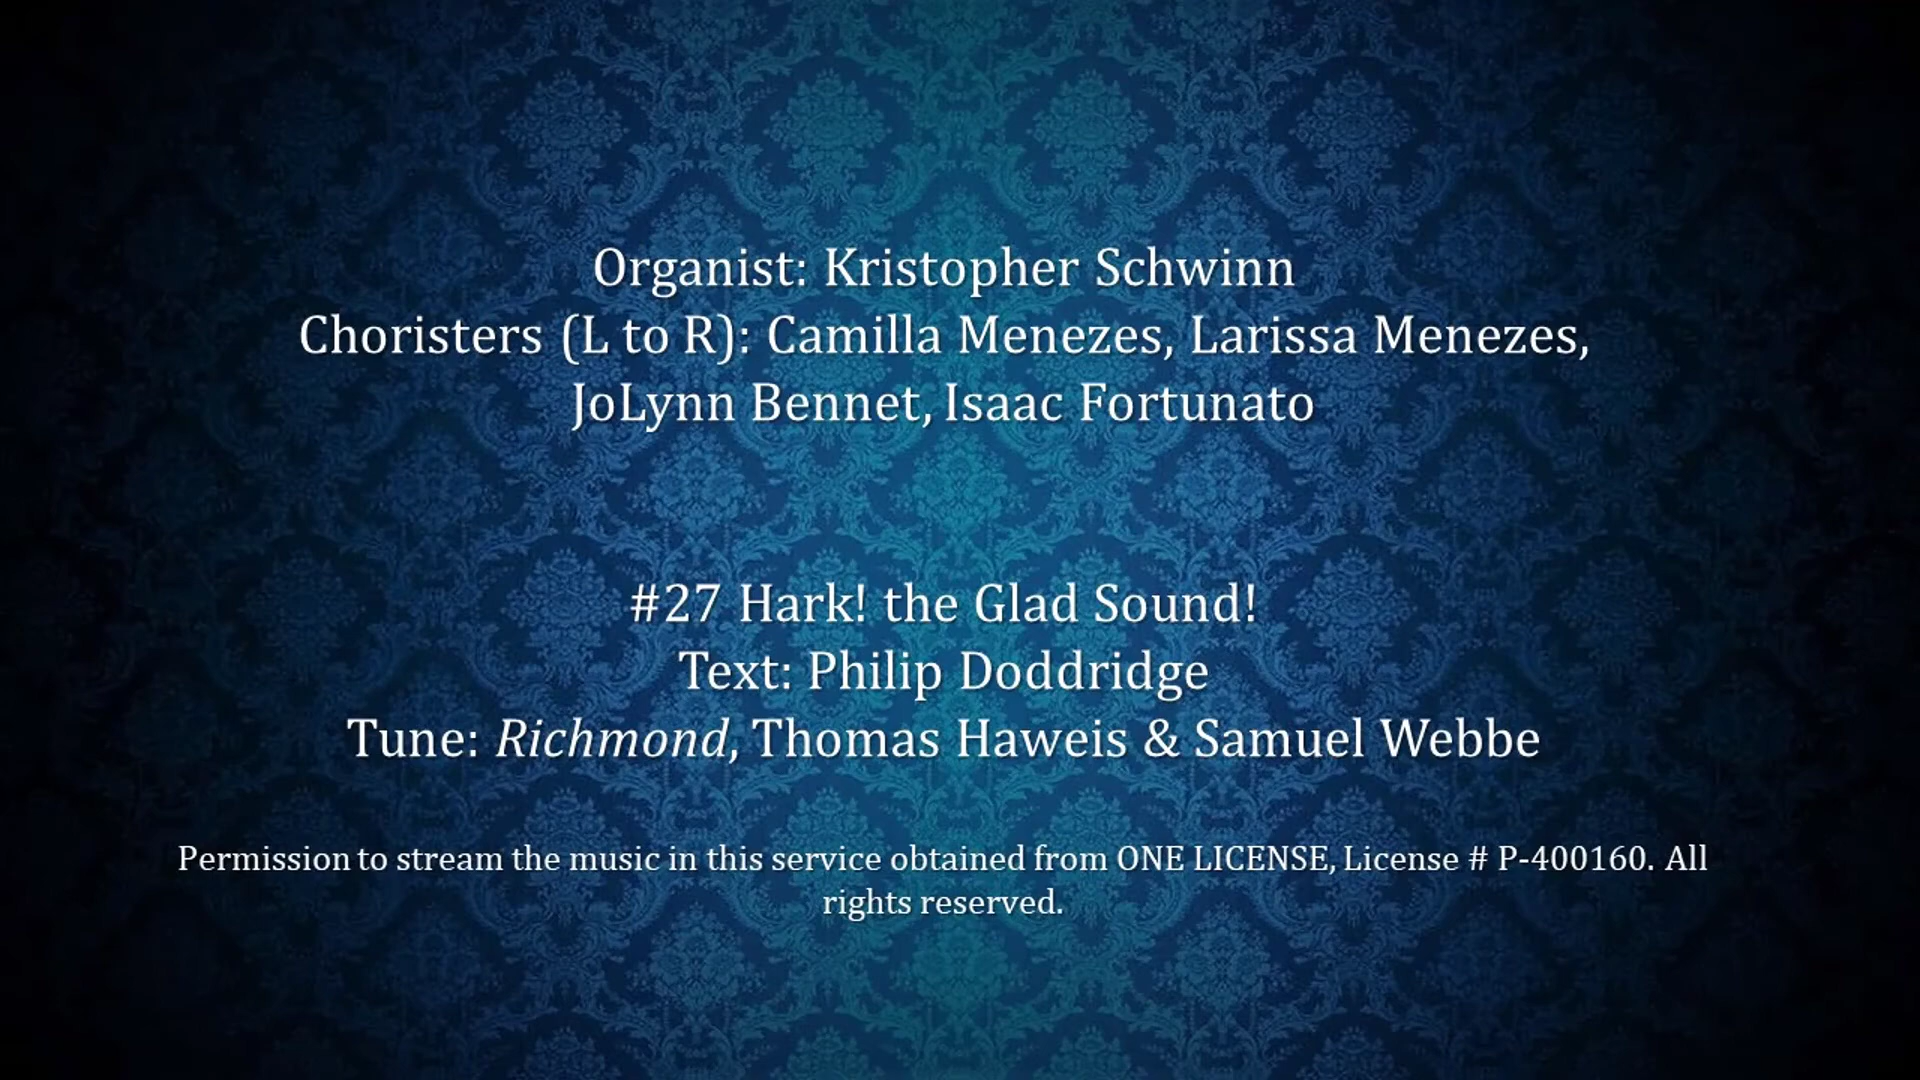 Organist: Kristopher Schwinn
Choristers (L to R): Camilla Menezes, Larissa Menezes,
JoLynn Bennet, Isaac Fortunato
#27 Hark! the Glad Sound!
Text: Philip Doddridge
Tune: Richmond, Thomas Haweis & Samuel Webbe
Permission to stream the music in this service obtained from ONE LICENSE, License # P-400160. All
rights reserved.